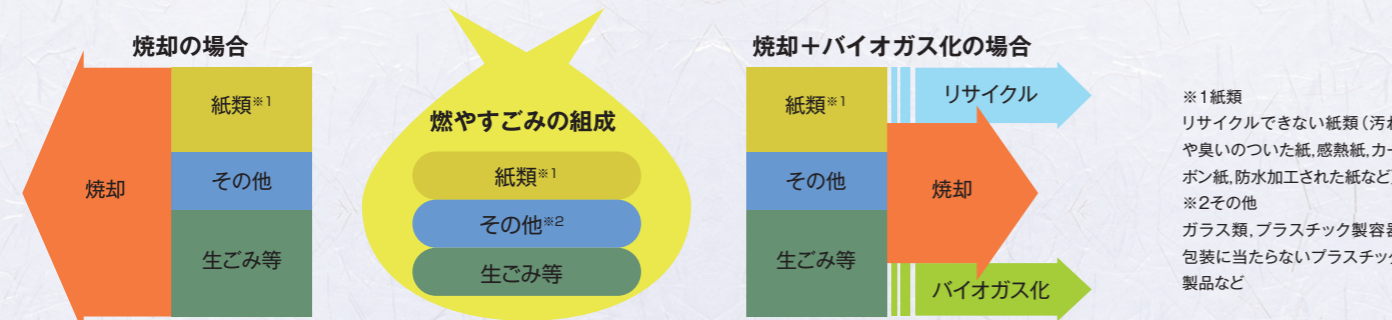 焼却の場合
紙類※1
その他
生ごみ等
焼却
燃やすごみの組成
紙類※1
その他※2
生ごみ等
焼却＋バイオガス化の場合
紙類※1
その他
生ごみ等
リサイクル
焼却
バイオガス化
※1紙類
リサイクルできない紙類（汚れ
や臭いのついた紙,感熱紙,カー
ボン紙,防水加工された紙など
※2その他
ガラス類,プラスチック製容器
包装に当たらないプラスチック
製品など